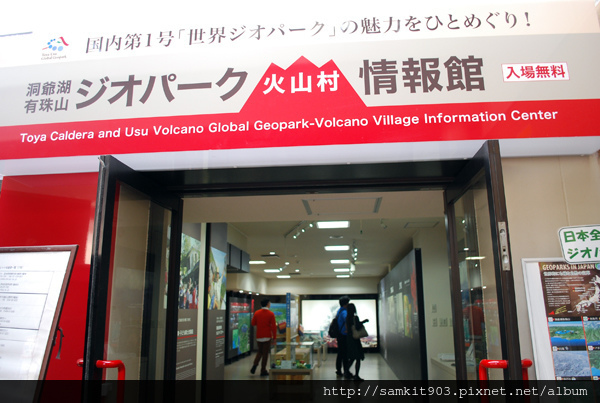 国内第1号「世界ジオパーク」の魅力をひとめぐり!
洞爺湖
有珠山
ジオパーク 火山村 情報館 入場無料
Toya Caldera and Usu Volcano Global Geopark-Volcano Village Information Center
日本全
ジオパ
GEOPARKS IN JAPAN
http://samkit903.pixnet.net/album